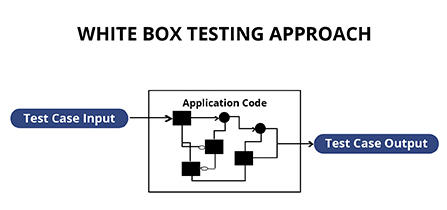 WHITE BOX TESTING APPROACH
Application Code
Test Case Input
Test Case Output